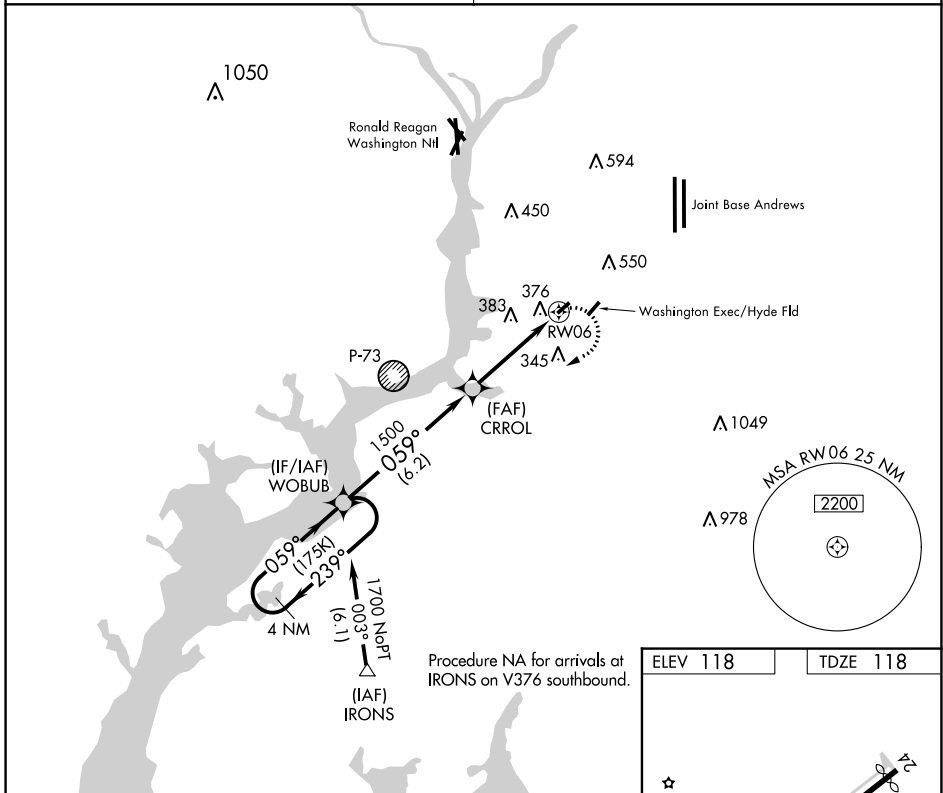 1050
Ronald Reagan
Washington Ntl
594
Joint Base Andrews
450
550
383
376
Washington Exec/Hyde Fld
RW06
345
P-73
(FAF)
CRROL
1049
1500
059°
(6.2)
(IF/IAF)
WOBUB
MSA RW 06 25 NM
2200
978
059°
(175K)
239°
4 NM
1700 NoPT
003°
(6.1)
(IAF)
IRONS
Procedure NA for arrivals at
IRONS on V376 southbound.
ELEV 118
TDZE 118
24